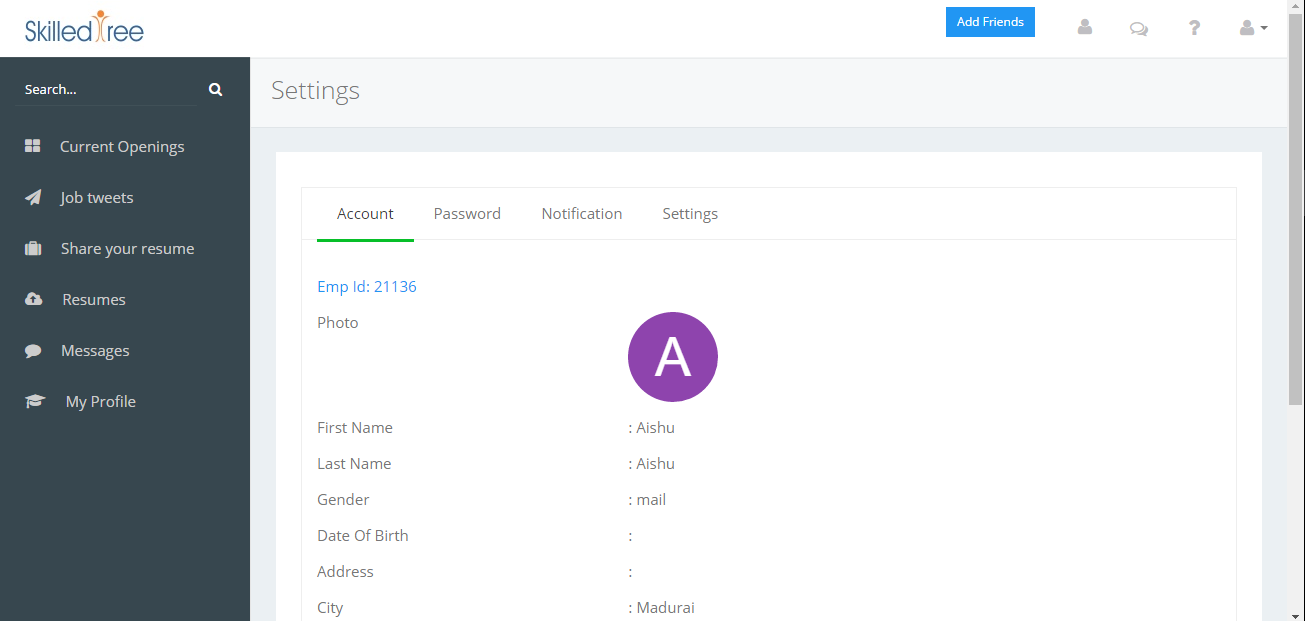 SkilledTree
Add Friends
Search...
Current Openings
Job tweets
Share your resume
Resumes
Messages
My Profile
Settings
Account Password Notification Settings
Emp Id: 21136
Photo
A
First Name : Aishu
Last Name : Aishu
Gender : mail
Date Of Birth :
Address :
City : Madurai